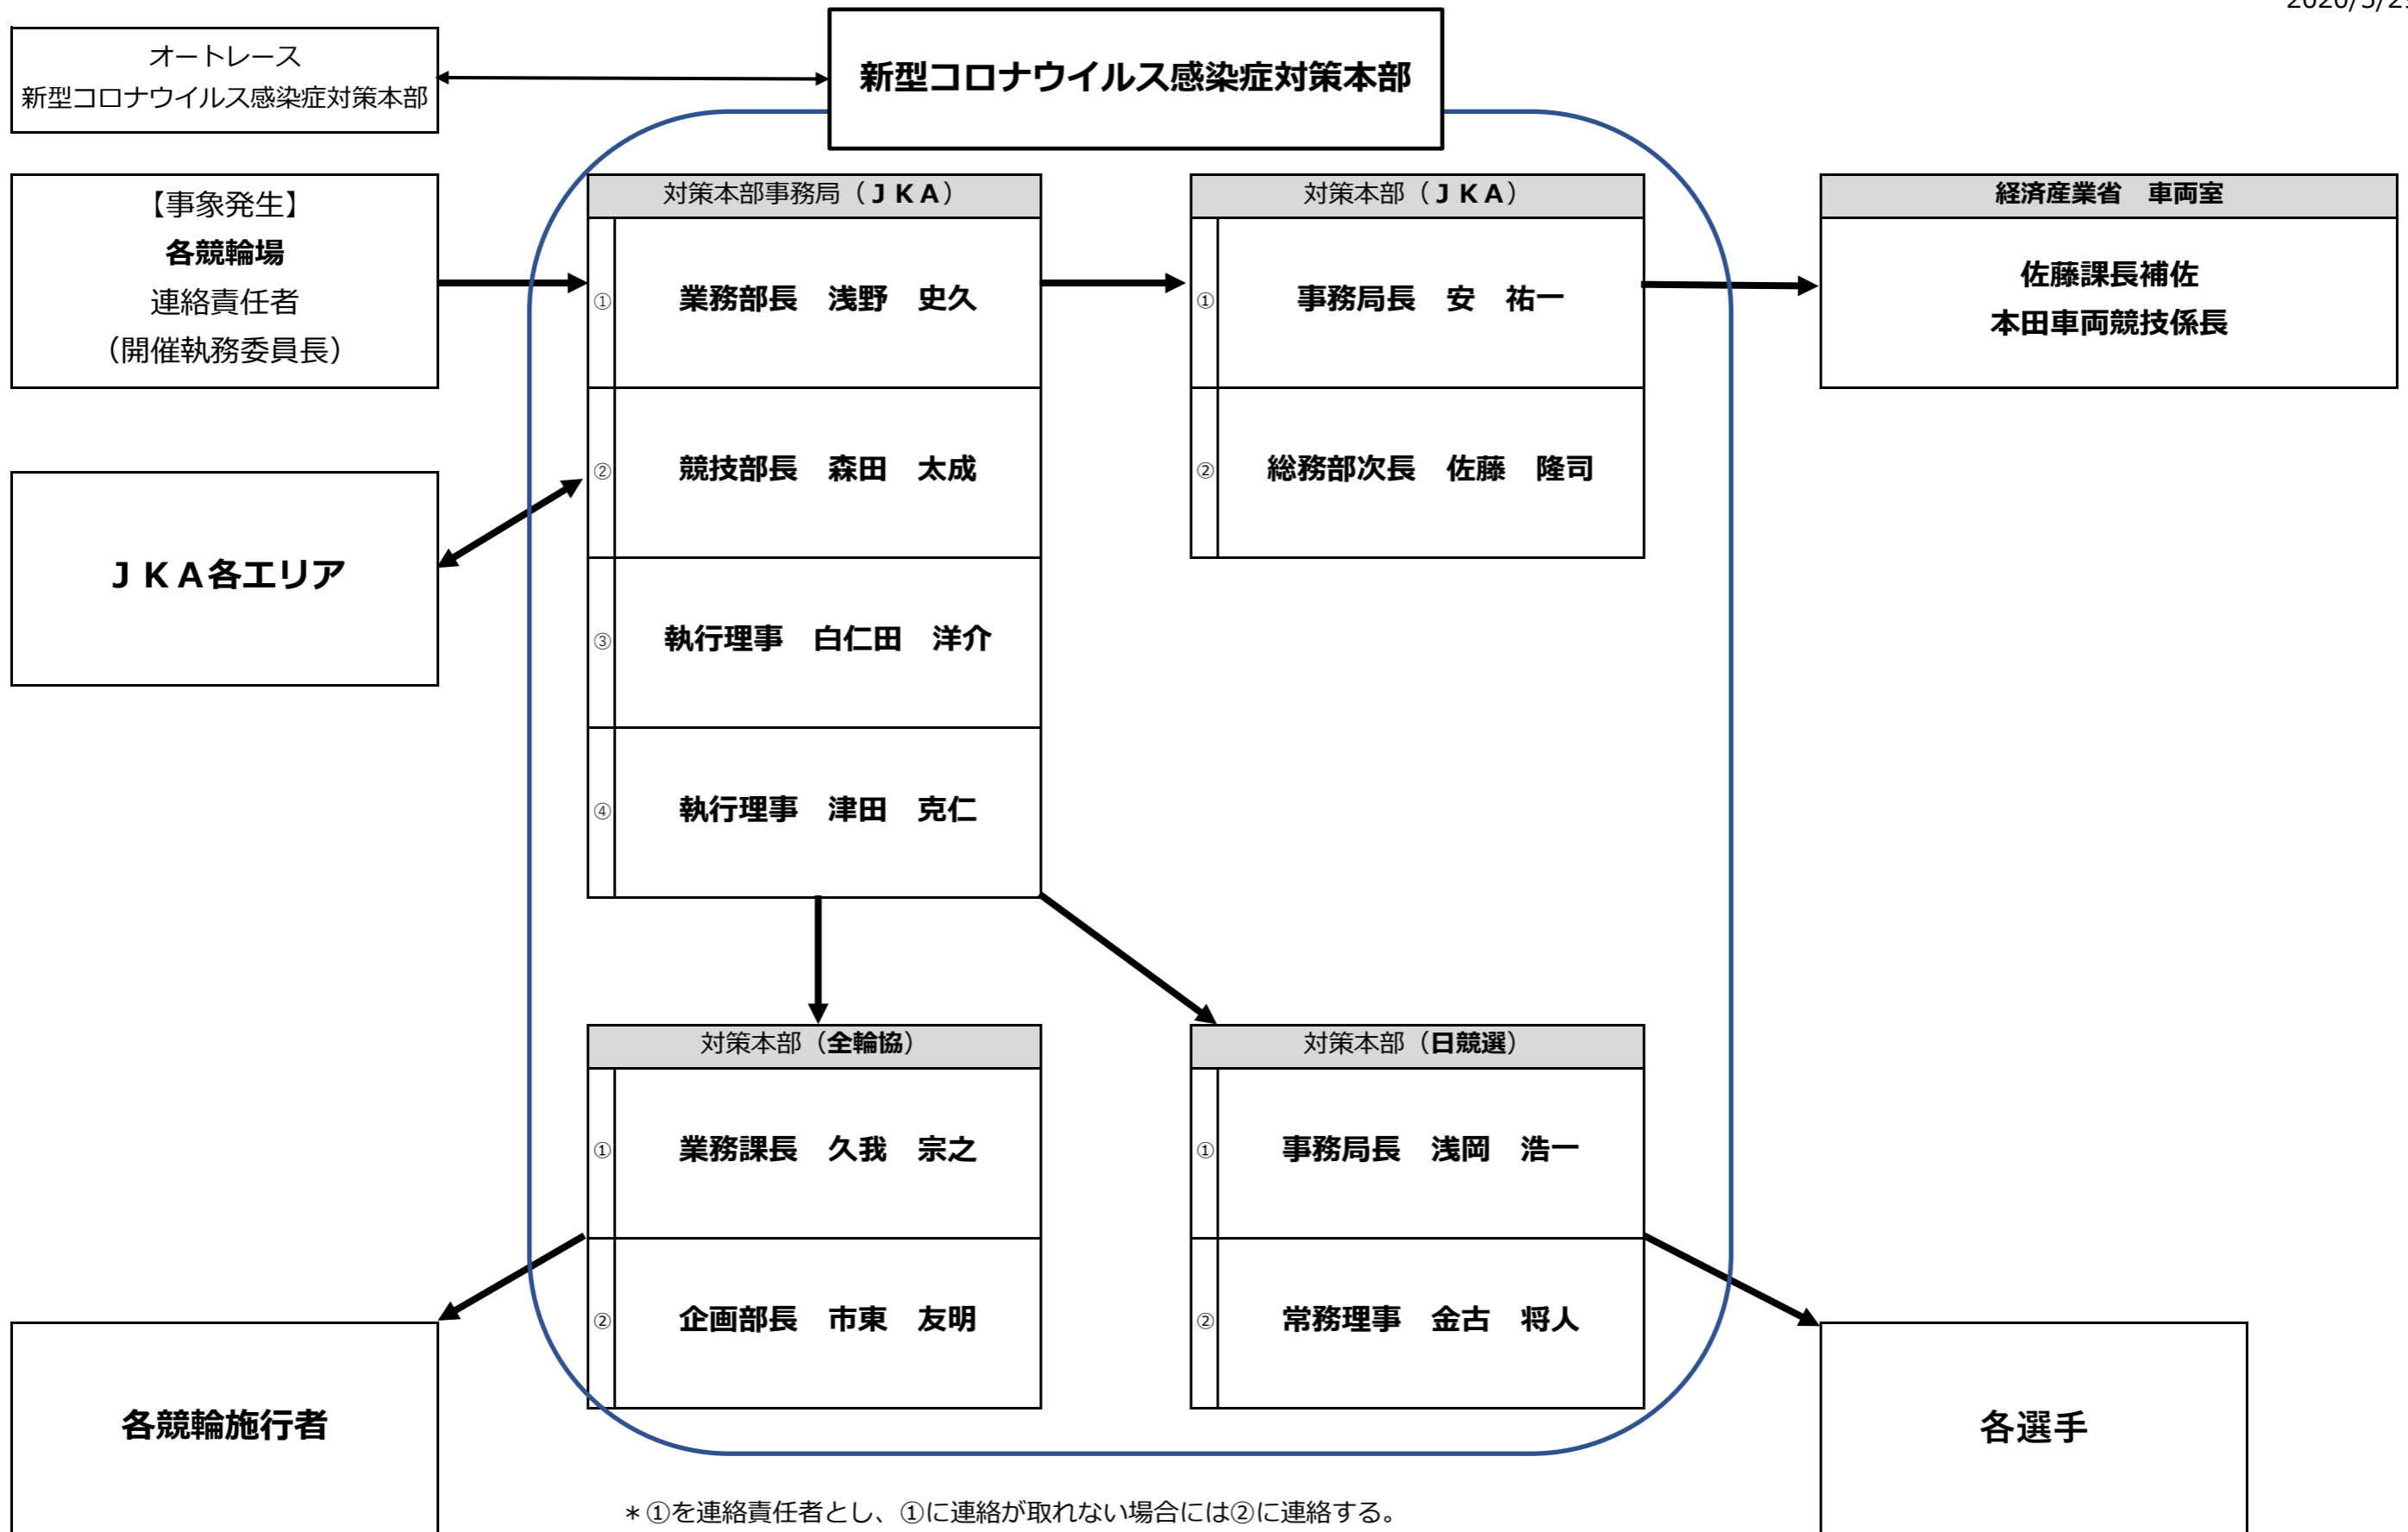 オートレース
新型コロナウイルス感染症対策本部
新型コロナウイルス感染症対策本部
【事象発生】
各競輪場
連絡責任者
（開催執務委員長）
対策本部事務局（ＪＫＡ）
① 業務部長　浅野　史久
② 競技部長　森田　太成
③ 執行理事　白仁田　洋介
④ 執行理事　津田　克仁
対策本部（ＪＫＡ）
① 事務局長　安　祐一
② 総務部次長　佐藤　隆司
経済産業省　車両室
佐藤課長補佐
本田車両競技係長
ＪＫＡ各エリア
対策本部（全輪協）
① 業務課長　久我　宗之
② 企画部長　市東　友明
対策本部（日競選）
① 事務局長　浅岡　浩一
② 常務理事　金古　将人
各競輪施行者
各選手
＊①を連絡責任者とし、①に連絡が取れない場合には②に連絡する。